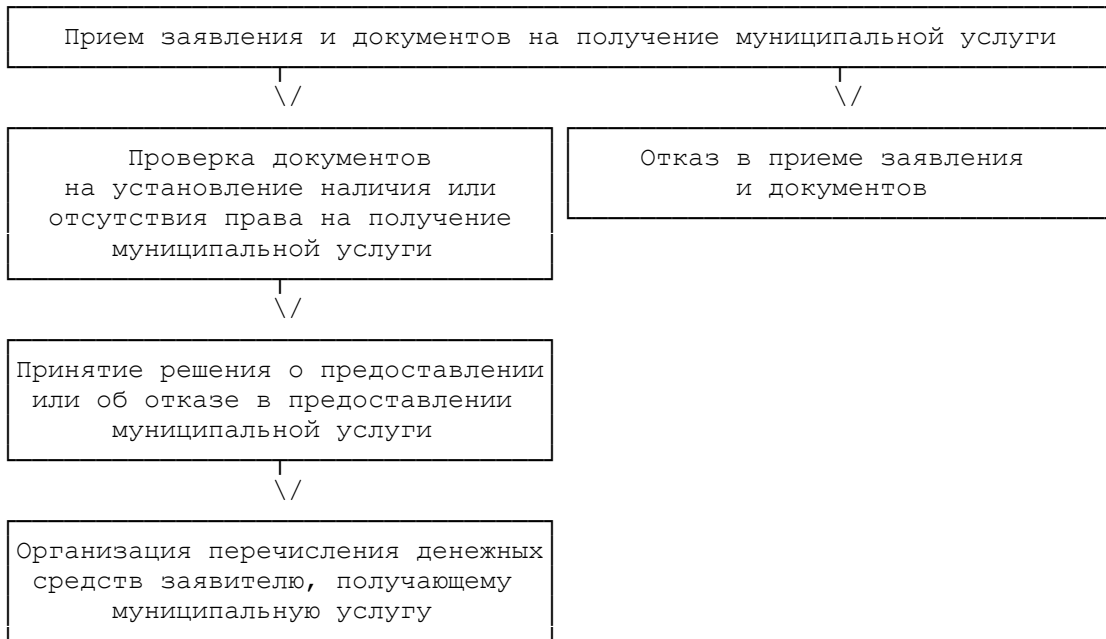 Прием заявления и документов на получение муниципальной услуги
Проверка документов
на установление наличия или
отсутствия права на получение
муниципальной услуги
Отказ в приеме заявления
и документов
Принятие решения о предоставлении
или об отказе в предоставлении
муниципальной услуги
Организация перечисления денежных
средств заявителю, получающему
муниципальную услугу